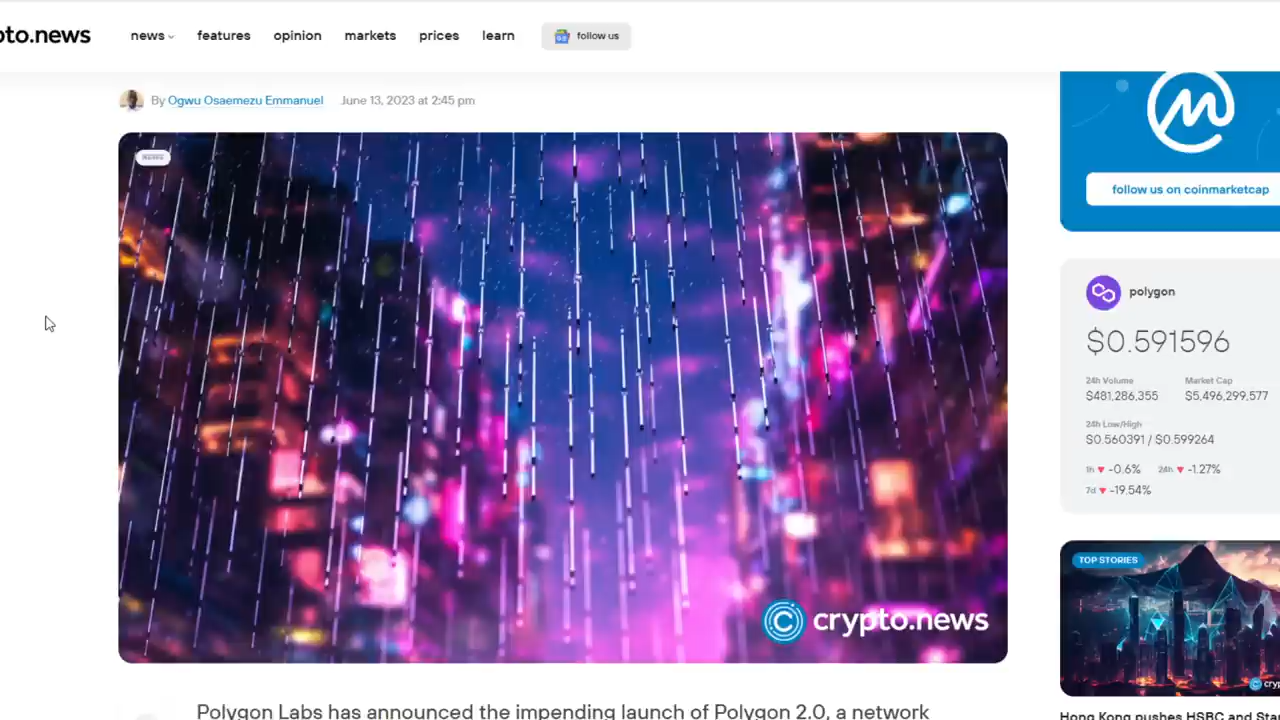 pto.news
news
features
opinion
markets
prices
learn
follow us
By Ogwu Osaemezu Emmanuel June 13, 2023 at 2:45 pm
NEWS
crypto.news
Polygon Labs has announced the impending launch of Polygon 2.0, a network
follow us on coinmarketcap
polygon
$0.591596
24h Volume Market Cap
$481,286,355 $5,496,299,577
24h Low/High
$0.560391 / $0.599264
1h -0.6% 24h -1.27%
7d -19.54%
TOP STORIES
cryp
Hong Kong pushes HSBC and Sta